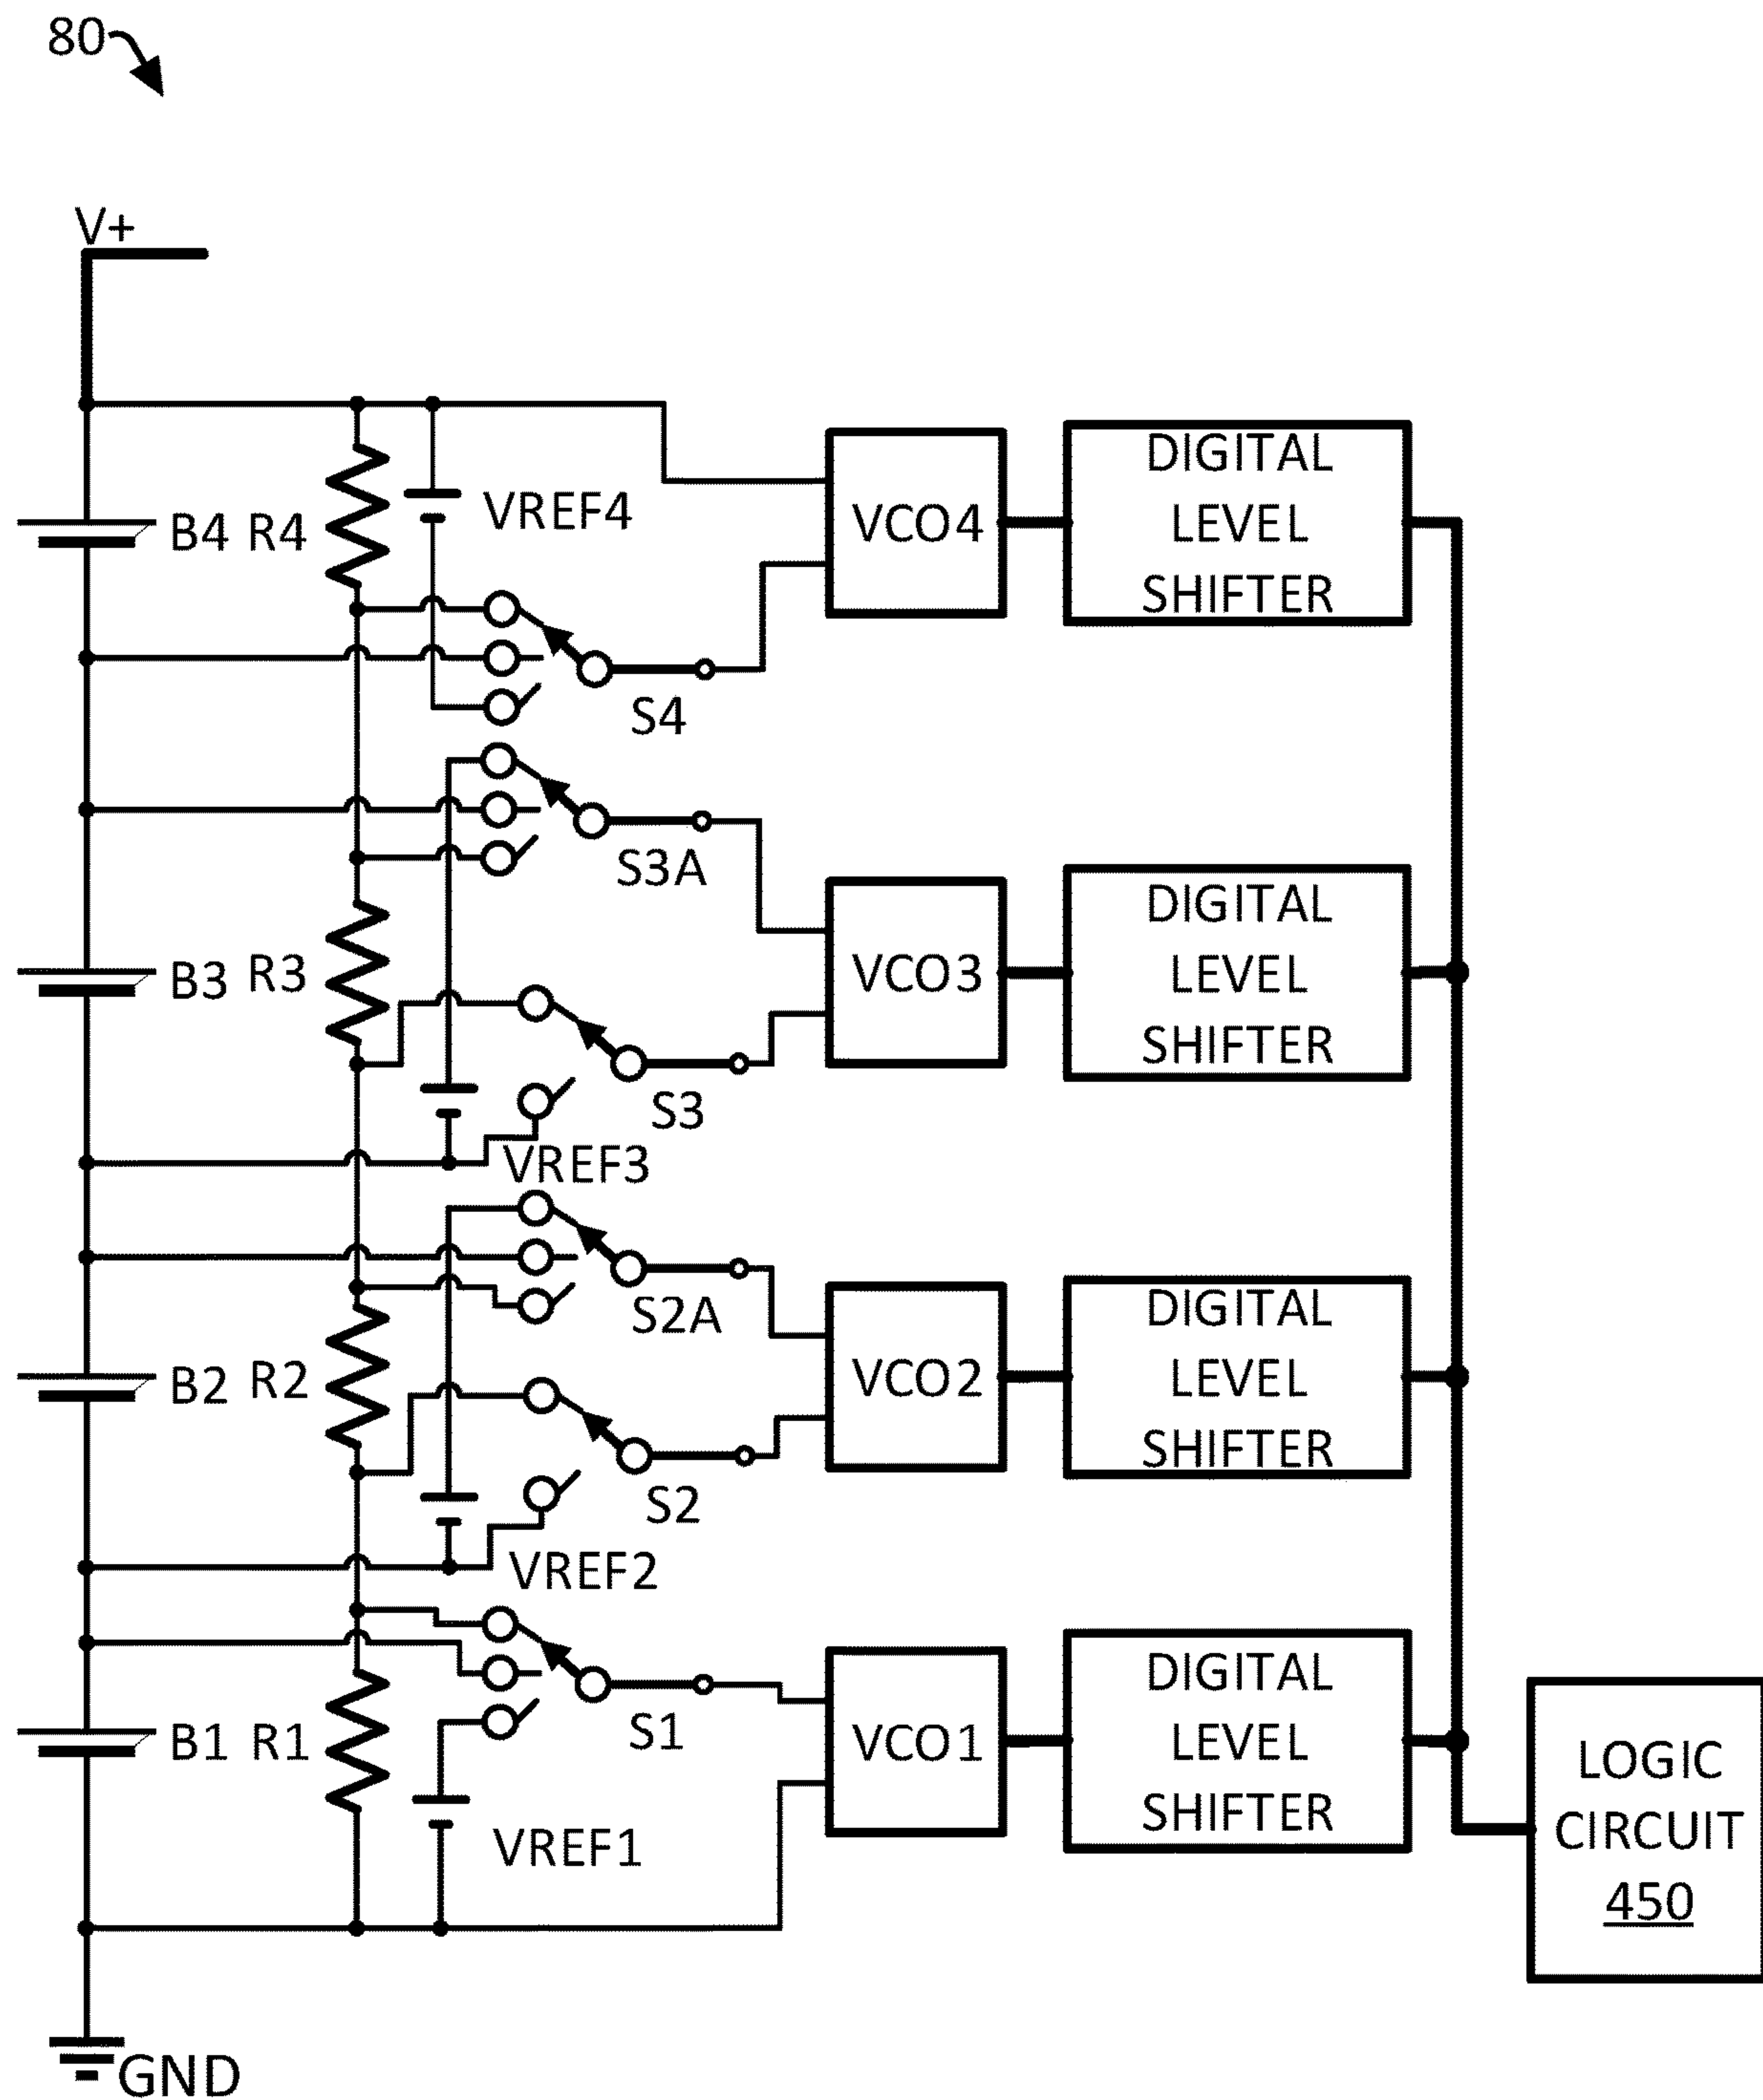 80
V+
B4 R4
VREF4
VCO4
DIGITAL
LEVEL
SHIFTER
S4
S3A
B3 R3
VCO3
DIGITAL
LEVEL
SHIFTER
S3
VREF3
S2A
B2 R2
VCO2
DIGITAL
LEVEL
SHIFTER
S2
VREF2
S1
B1 R1
VREF1
VCO1
DIGITAL
LEVEL
SHIFTER
LOGIC
CIRCUIT
450
GND